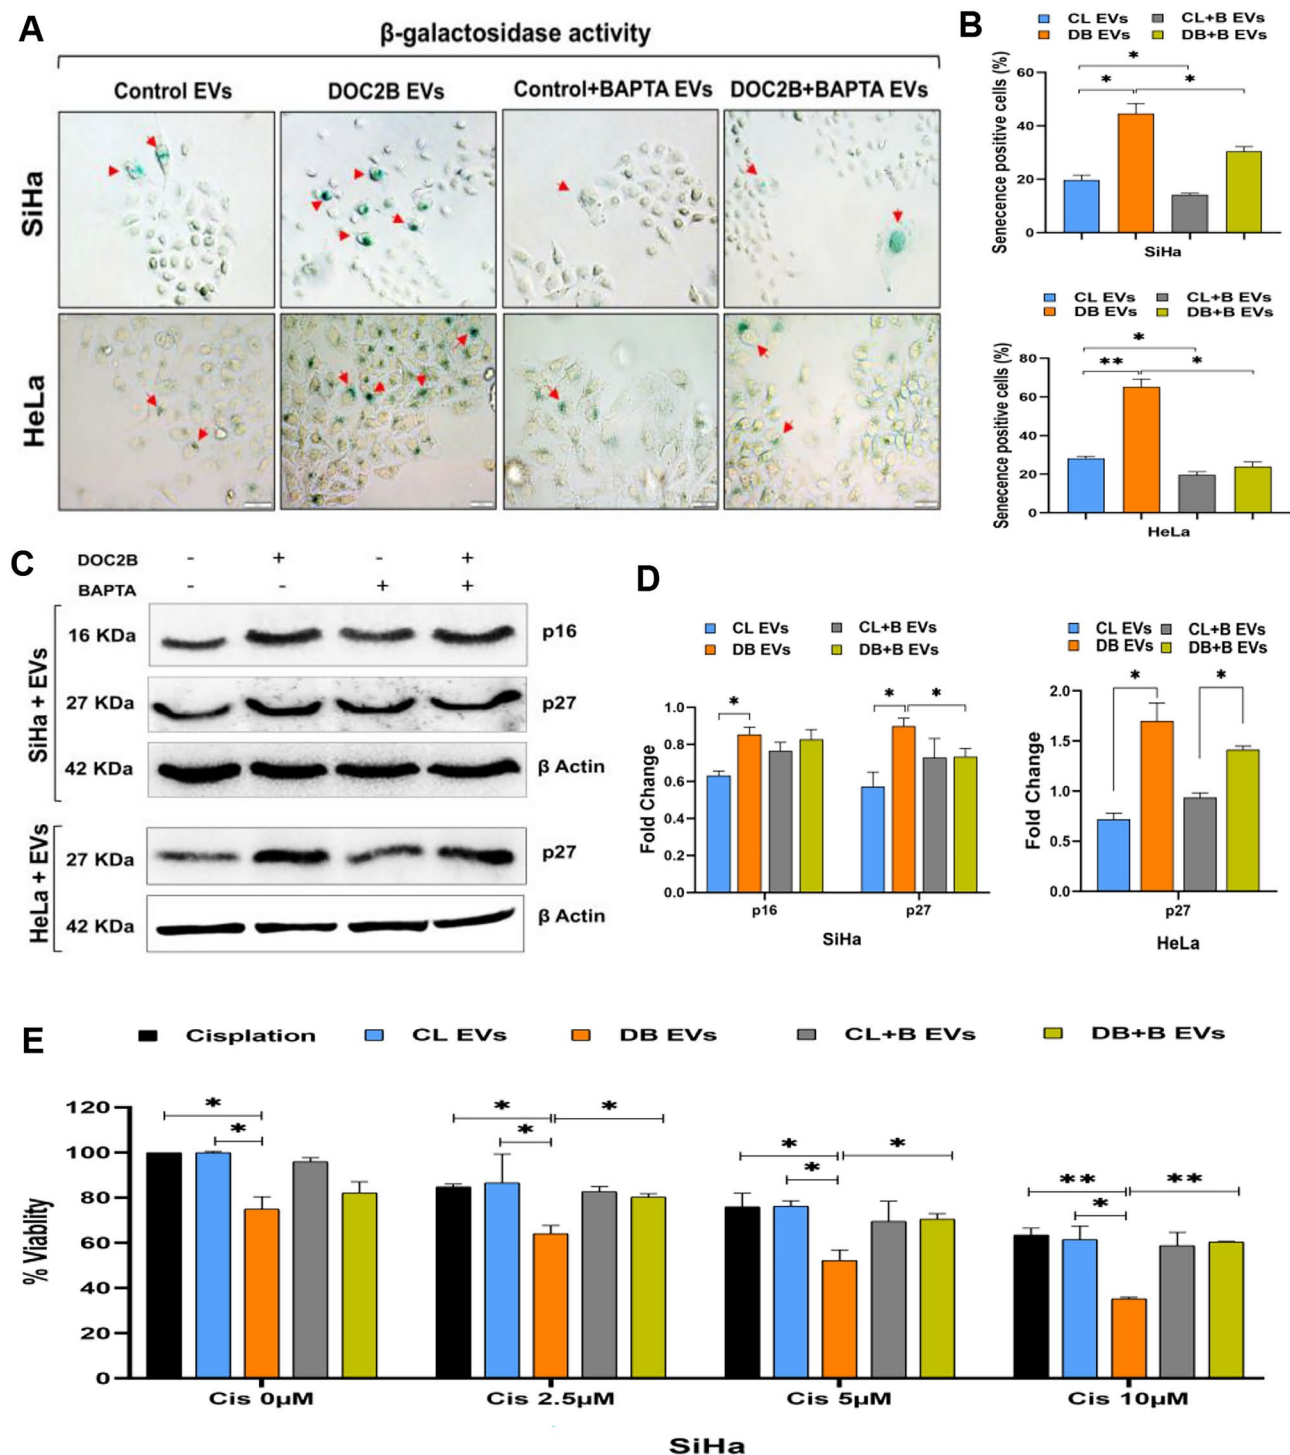 A
β-galactosidase activity
Control EVs
DOC2B EVs
Control+BAPTA EVs
DOC2B+BAPTA EVs
SiHa
HeLa
B
CL EVs
CL+B EVs
DB EVs
DB+B EVs
*
*
*
Senecence positive cells (%)
60
40
20
0
SiHa
CL EVs
CL+B EVs
DB EVs
DB+B EVs
*
**
*
Senecence positive cells (%)
80
60
40
20
0
HeLa
C
DOC2B - + - +
BAPTA - - + +
SiHa + EVs
16 KDa
p16
27 KDa
p27
42 KDa
β Actin
HeLa + EVs
27 KDa
p27
42 KDa
β Actin
D
CL EVs
CL+B EVs
DB EVs
DB+B EVs
*
*
*
Fold Change
1.0
0.8
0.6
0.4
0.2
0.0
p16
p27
SiHa
CL EVs
CL+B EVs
DB EVs
DB+B EVs
*
*
Fold Change
2.0
1.5
1.0
0.5
0.0
p27
HeLa
E
Cisplation
CL EVs
DB EVs
CL+B EVs
DB+B EVs
% Viablity
120
100
80
60
40
20
0
*
*
*
*
*
*
*
*
**
**
*
Cis 0µM
Cis 2.5µM
Cis 5µM
Cis 10µM
SiHa